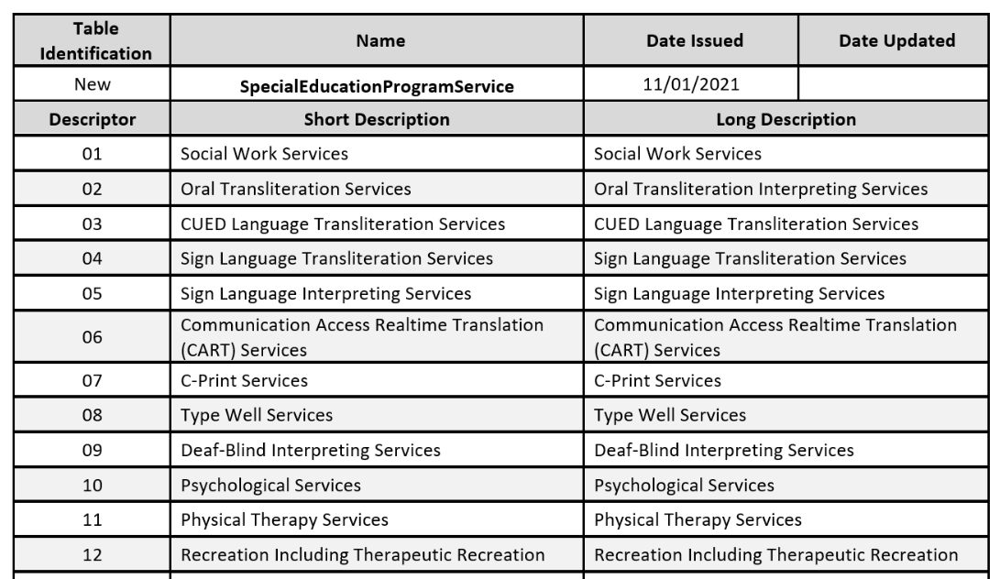 Table Identification Name Date Issued Date Updated
New SpecialEducationProgramService 11/01/2021
Descriptor Short Description Long Description
01 Social Work Services Social Work Services
02 Oral Transliteration Services Oral Transliteration Interpreting Services
03 CUED Language Transliteration Services CUED Language Transliteration Services
04 Sign Language Transliteration Services Sign Language Transliteration Services
05 Sign Language Interpreting Services Sign Language Interpreting Services
06 Communication Access Realtime Translation (CART) Services Communication Access Realtime Translation (CART) Services
07 C-Print Services C-Print Services
08 Type Well Services Type Well Services
09 Deaf-Blind Interpreting Services Deaf-Blind Interpreting Services
10 Psychological Services Psychological Services
11 Physical Therapy Services Physical Therapy Services
12 Recreation Including Therapeutic Recreation Recreation Including Therapeutic Recreation